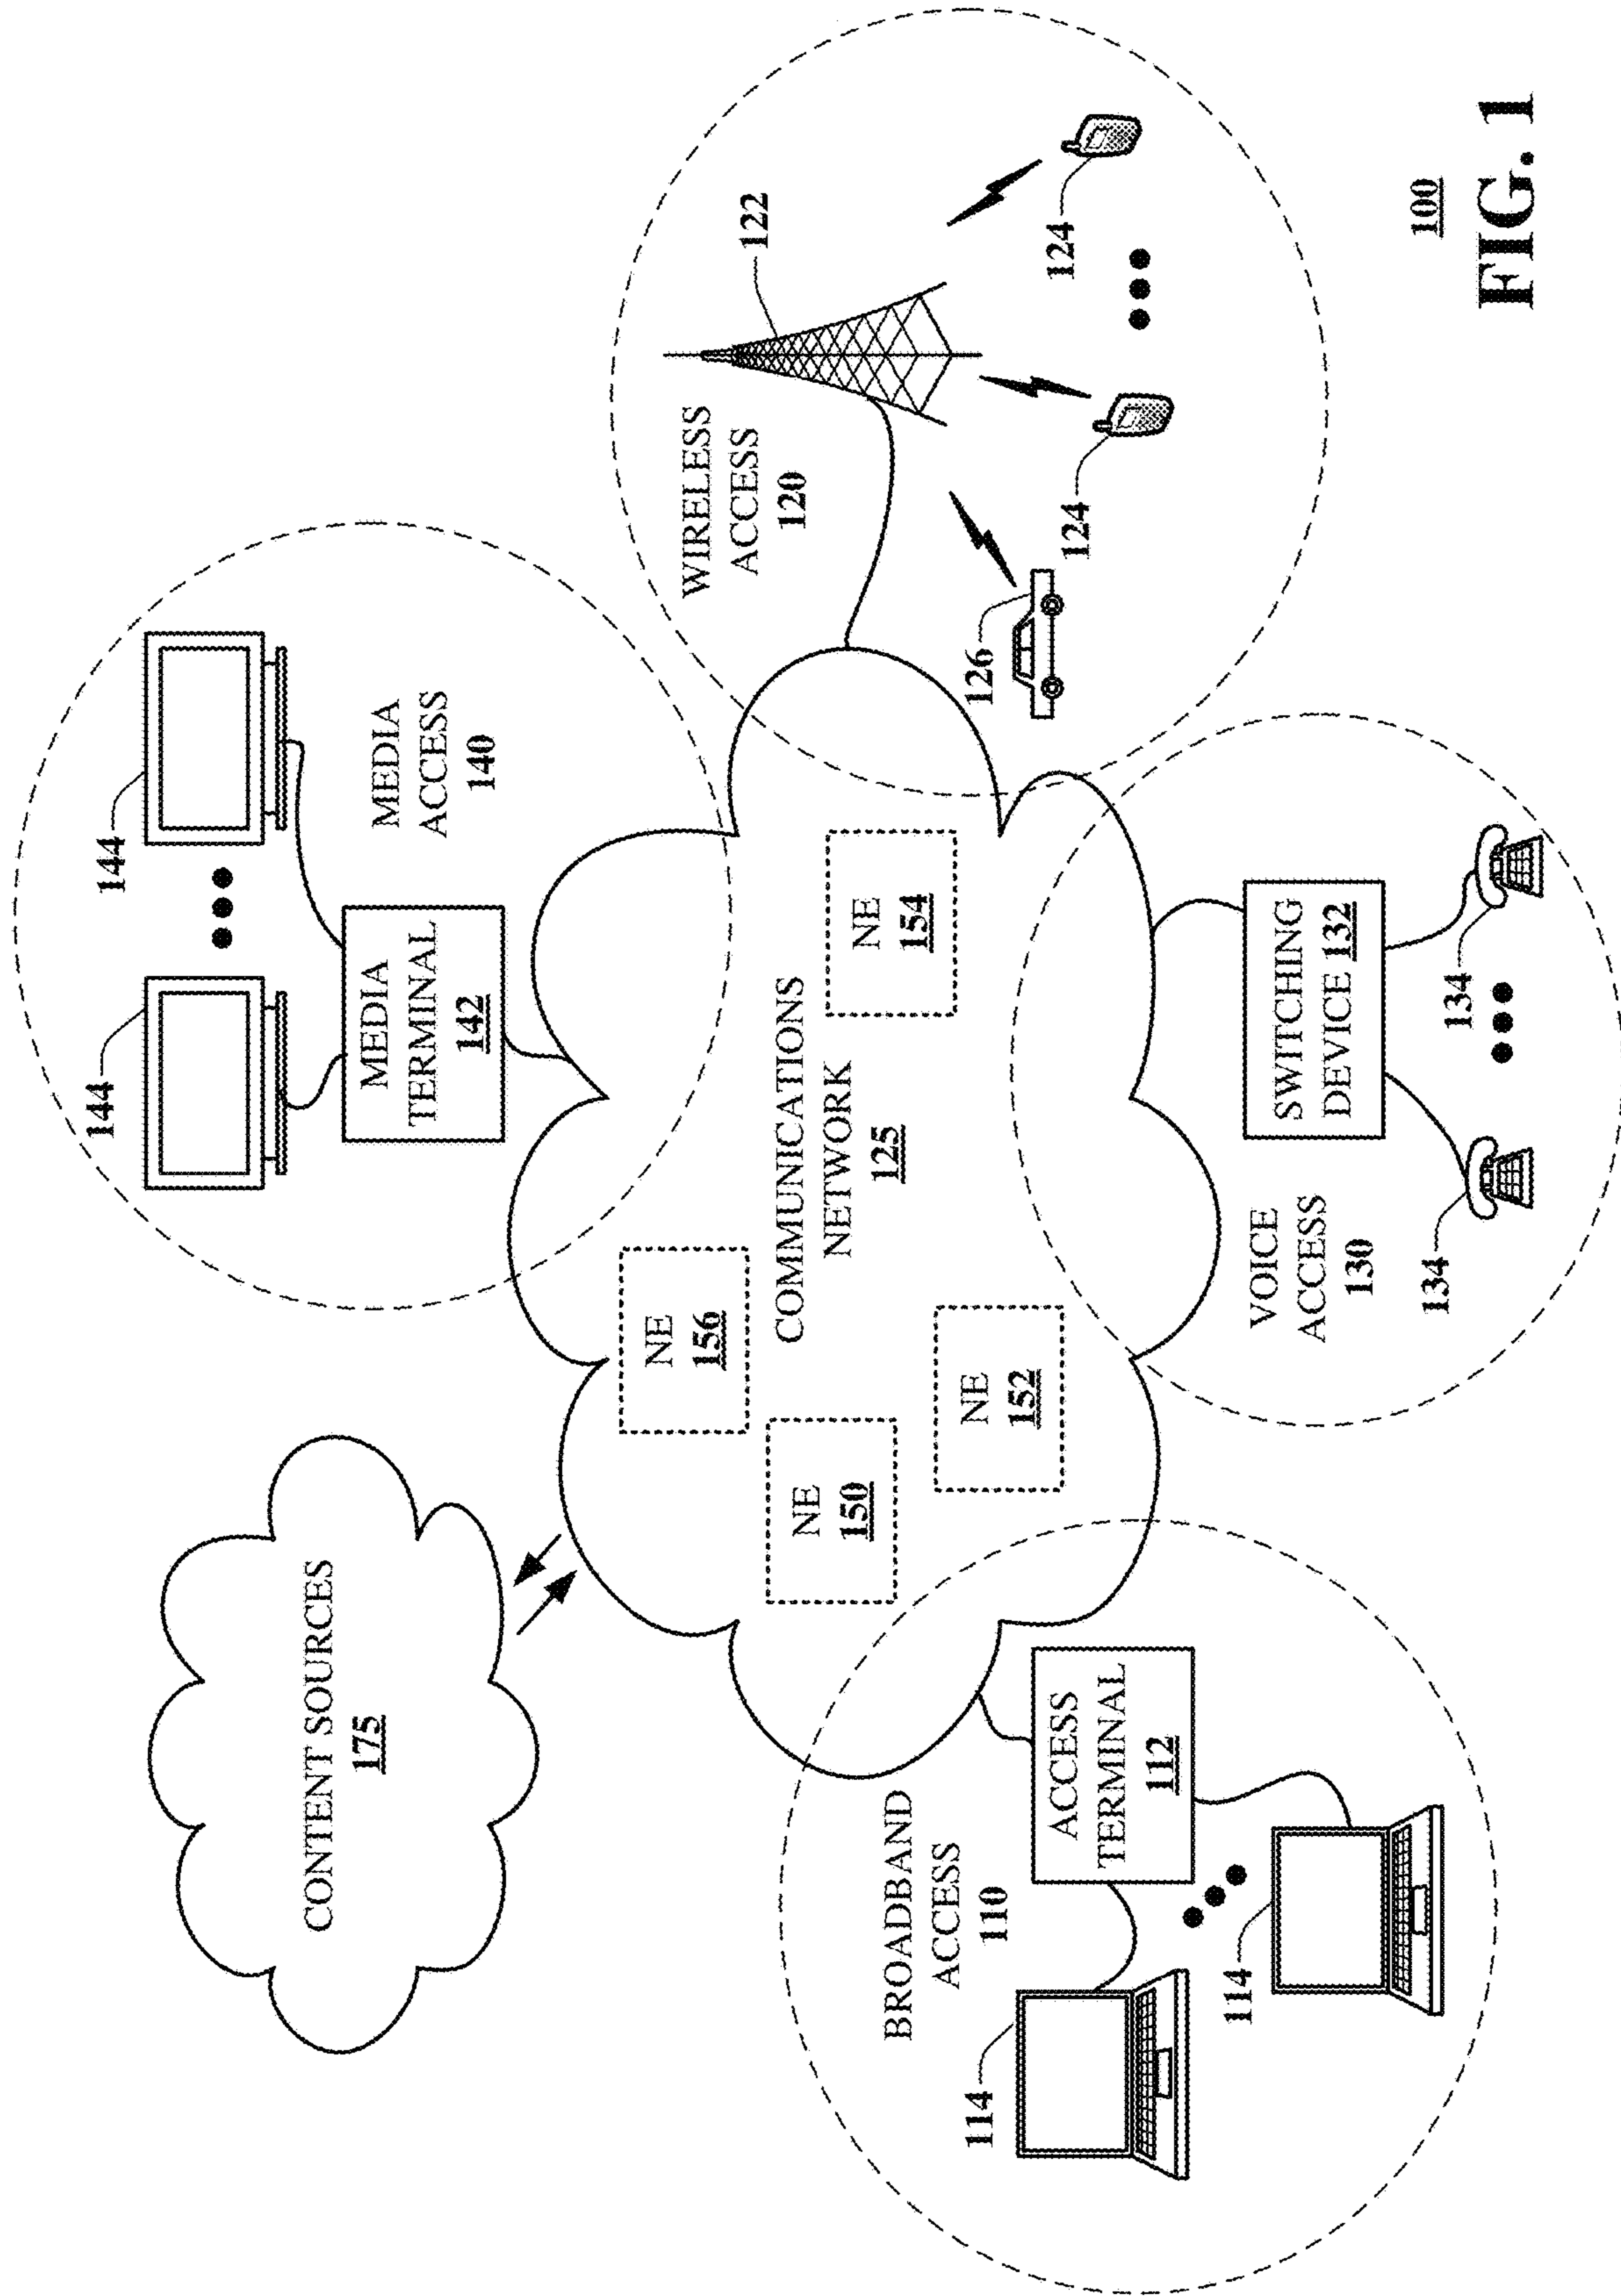 CONTENT SOURCES
175
144
144
MEDIA
TERMINAL
142
MEDIA
ACCESS
140
WIRELESS
ACCESS
120
122
NE
156
NE
150
NE
152
NE
154
COMMUNICATIONS
NETWORK
125
BROADBAND
ACCESS
110
ACCESS
TERMINAL
112
114
114
VOICE
ACCESS
130
SWITCHING
DEVICE 132
134
134
126
124
124
100
FIG. 1